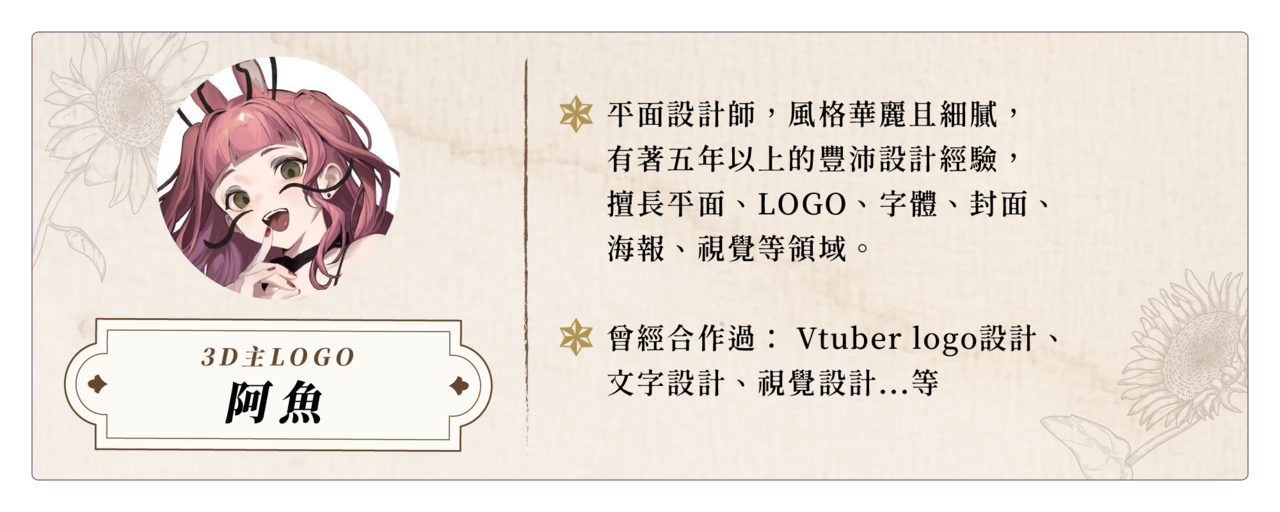 3D主LOGO
阿魚
平面設計師，風格華麗且細膩，
有著五年以上的豐沛設計經驗，
擅長平面、LOGO、字體、封面、
海報、視覺等領域。
曾經合作過： Vtuber logo設計、
文字設計、視覺設計...等